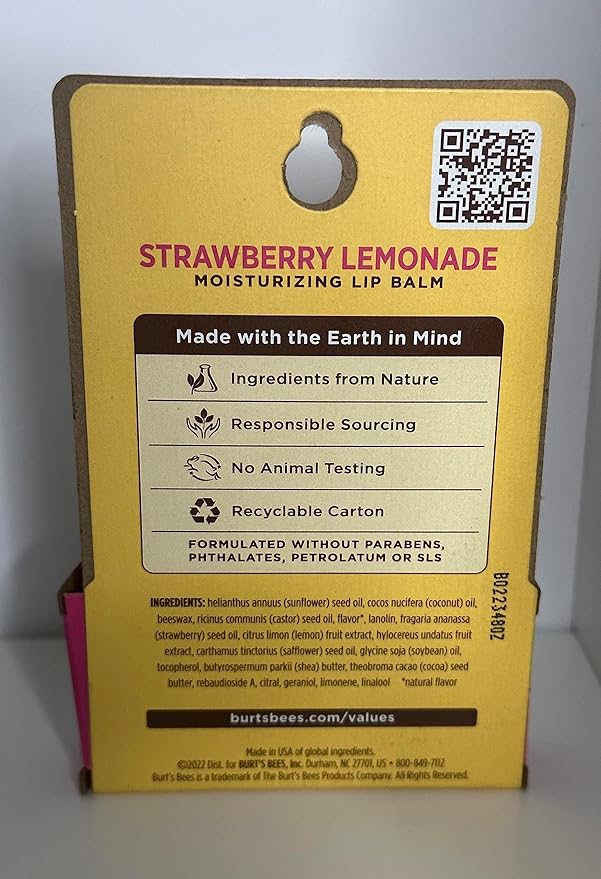 STRAWBERRY LEMONADE
MOISTURIZING LIP BALM
Made with the Earth in Mind
Ingredients from Nature
Responsible Sourcing
No Animal Testing
Recyclable Carton
FORMULATED WITHOUT PARABENS,
PHTHALATES, PETROLATUM OR SLS
INGREDIENTS: helianthus annuus (sunflower) seed oil, cocos nucifera (coconut) oil,
beeswax, ricinus communis (castor) seed oil, flavor*, lanolin, fragaria ananassa
(strawberry) seed oil, citrus limon (lemon) fruit extract, hylocereus undatus fruit
extract, carthamus tinctorius (safflower) seed oil, glycine soja (soybean) oil,
tocopherol, butyrospermum parkii (shea) butter, theobroma cacao (cocoa) seed
butter, rebaudioside A, citral, geraniol, limonene, linalool *natural flavor
B0223480Z
burtsbees.com/values
Made in USA of global ingredients.
©2022 Dist. for BURT'S BEES, Inc. Durham, NC 27701, US • 800-849-7112
Burt's Bees is a trademark of The Burt's Bees Products Company. All Rights Reserved.